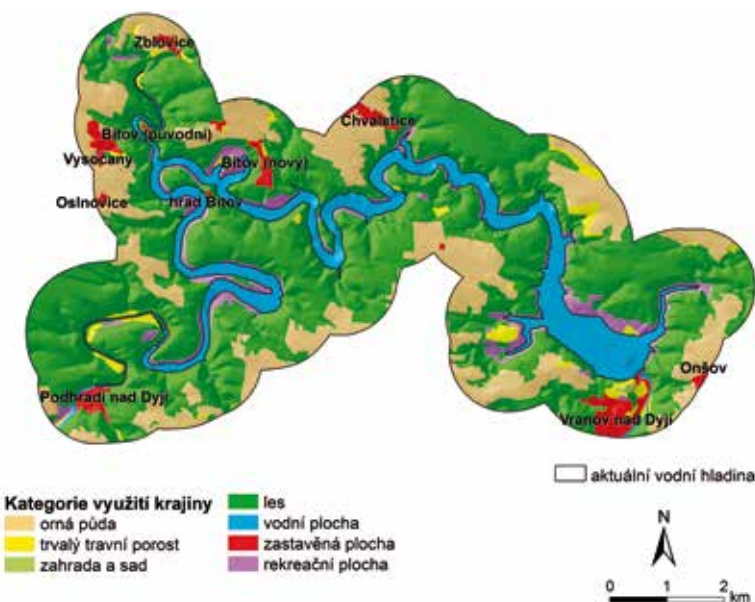 Zblovice
Chvaletice
Bítov (původní)
Vysočany
Bítov (nový)
Oslnovice
hrad Bítov
Onšov
Podhradí nad Dyjí
Vranov nad Dyjí
aktuální vodní hladina
Kategorie využití krajiny
orná půda
trvalý travní porost
zahrada a sad
les
vodní plocha
zastavěná plocha
rekreační plocha
N
0 1 2
km